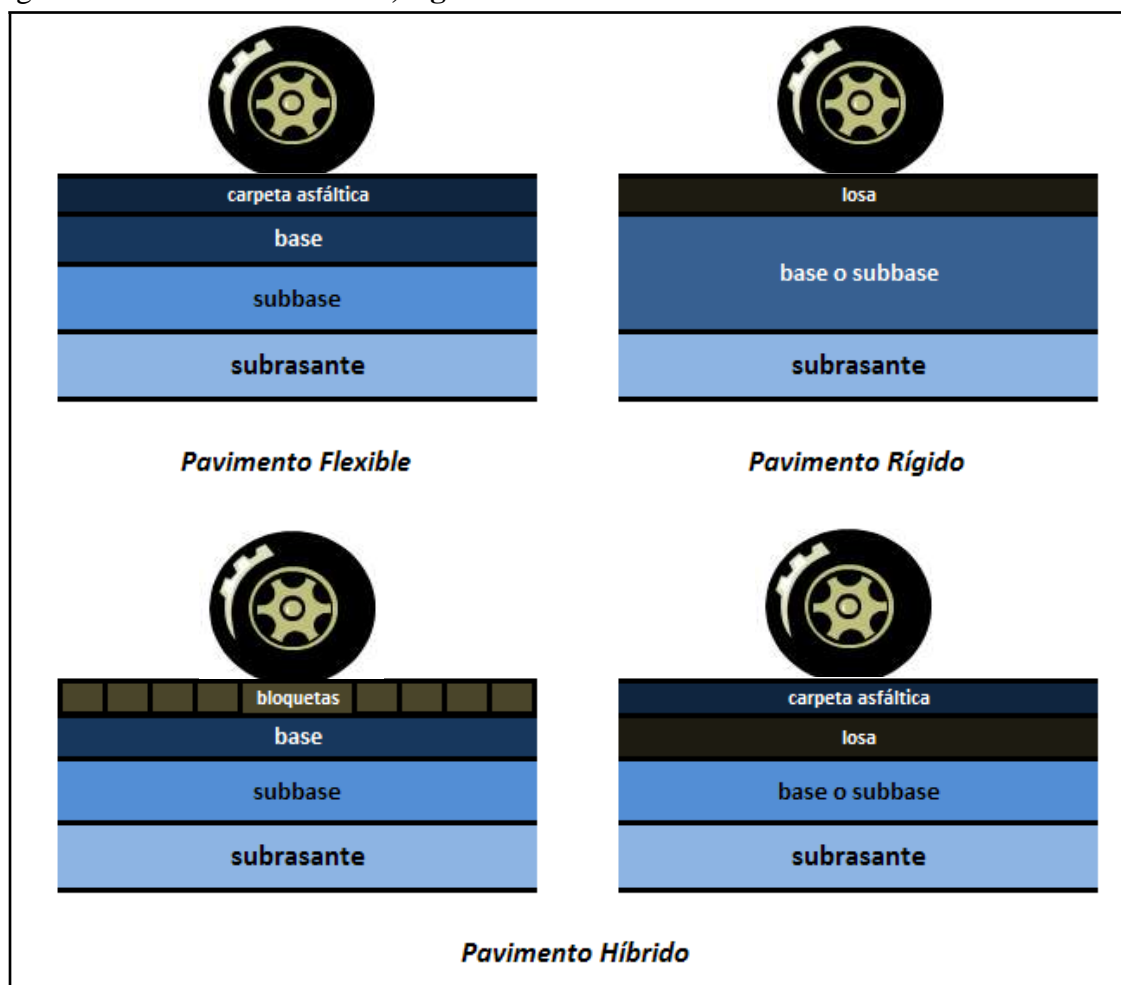 carpeta asfáltica
base
subbase
subrasante
Pavimento Flexible
losa
base o subbase
subrasante
Pavimento Rígido
bloquetas
base
subbase
subrasante
carpeta asfáltica
losa
base o subbase
subrasante
Pavimento Híbrido